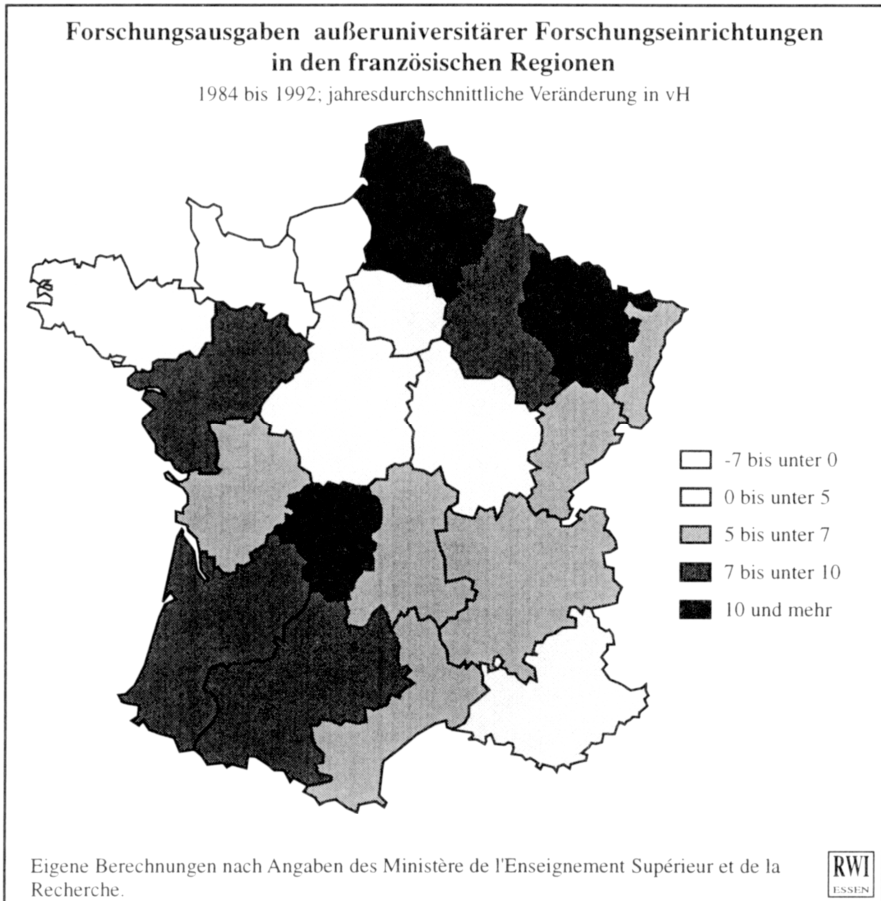 Forschungsausgaben außeruniversitärer Forschungseinrichtungen
in den französischen Regionen
1984 bis 1992; jahresdurchschnittliche Veränderung in vH
-7 bis unter 0
0 bis unter 5
5 bis unter 7
7 bis unter 10
10 und mehr
Eigene Berechnungen nach Angaben des Ministère de l'Enseignement Supérieur et de la
Recherche.
RWI
ESSEN